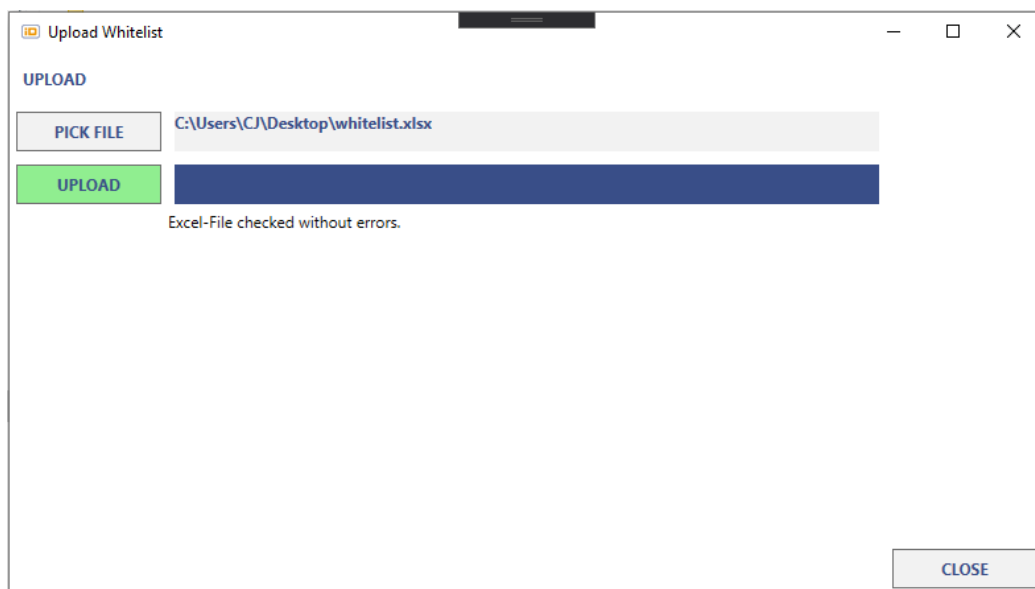 Upload Whitelist
UPLOAD
PICK FILE C:\Users\CJ\Desktop\whitelist.xlsx
UPLOAD
Excel-File checked without errors.
CLOSE